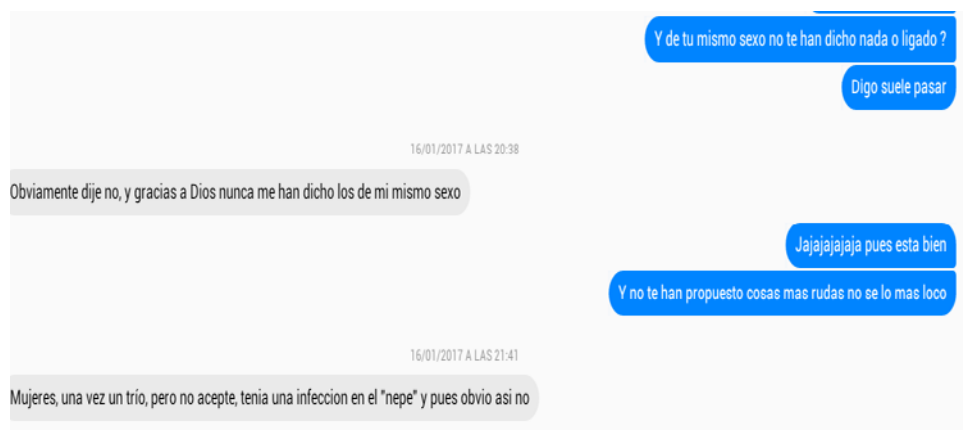 Y de tu mismo sexo no te han dicho nada o ligado ?
Digo suele pasar
16/01/2017 A LAS 20:38
Obviamente dije no, y gracias a Dios nunca me han dicho los de mi mismo sexo
Jajajajajaja pues esta bien
Y no te han propuesto cosas mas rudas no se lo mas loco
16/01/2017 A LAS 21:41
Mujeres, una vez un trío, pero no acepte, tenia una infeccion en el "nepe" y pues obvio asi no